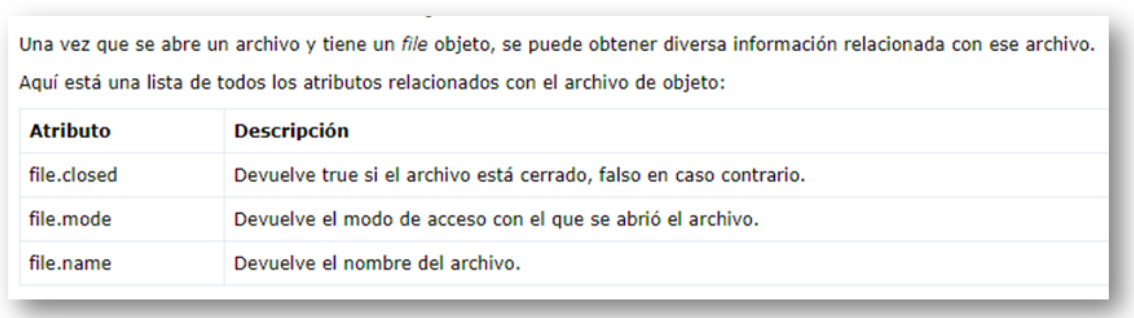 Una vez que se abre un archivo y tiene un file objeto, se puede obtener diversa información relacionada con ese archivo.
Aquí está una lista de todos los atributos relacionados con el archivo de objeto:
Atributo Descripción
file.closed Devuelve true si el archivo está cerrado, falso en caso contrario.
file.mode Devuelve el modo de acceso con el que se abrió el archivo.
file.name Devuelve el nombre del archivo.